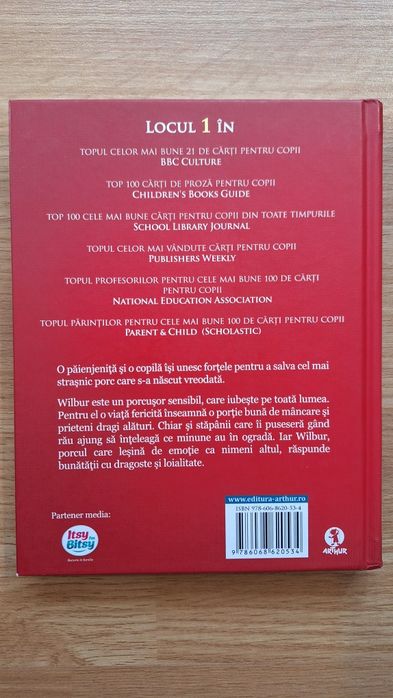 LOCUL 1 ÎN
TOPUL CELOR MAI BUNE 21 DE CĂRȚI PENTRU COPII
BBC CULTURE
TOP 100 CĂRȚI DE PROZĂ PENTRU COPII
CHILDREN'S BOOKS GUIDE
TOP 100 CELE MAI BUNE CĂRȚI PENTRU COPII DIN TOATE TIMPURILE
SCHOOL LIBRARY JOURNAL
TOPUL CELOR MAI VÂNDUTE CĂRȚI PENTRU COPII
PUBLISHERS WEEKLY
TOPUL PROFESORILOR PENTRU CELE MAI BUNE 100 DE CĂRȚI
PENTRU COPII
NATIONAL EDUCATION ASSOCIATION
TOPUL PĂRINȚILOR PENTRU CELE MAI BUNE 100 DE CĂRȚI PENTRU COPII
PARENT & CHILD (SCHOLASTIC)
O păienjeniță și o copilă își unesc forțele pentru a salva cel mai
strașnic porc care s-a născut vreodată.
Wilbur este un porcușor sensibil, care iubește pe toată lumea.
Pentru el o viață fericită înseamnă o porție bună de mâncare și
prieteni dragi alături. Chiar și stăpânii care îi puseseră gând
rău ajung să înțeleagă ce minune au în ogradă. Iar Wilbur,
porcul care leșină de emoție ca nimeni altul, răspunde
bunătății cu dragoste și loialitate.
Partener media:
Itsy
Bitsy
www.editura-arthur.ro
ISBN 978-606-8620-53-4
9 786068 620534
ARTHUR